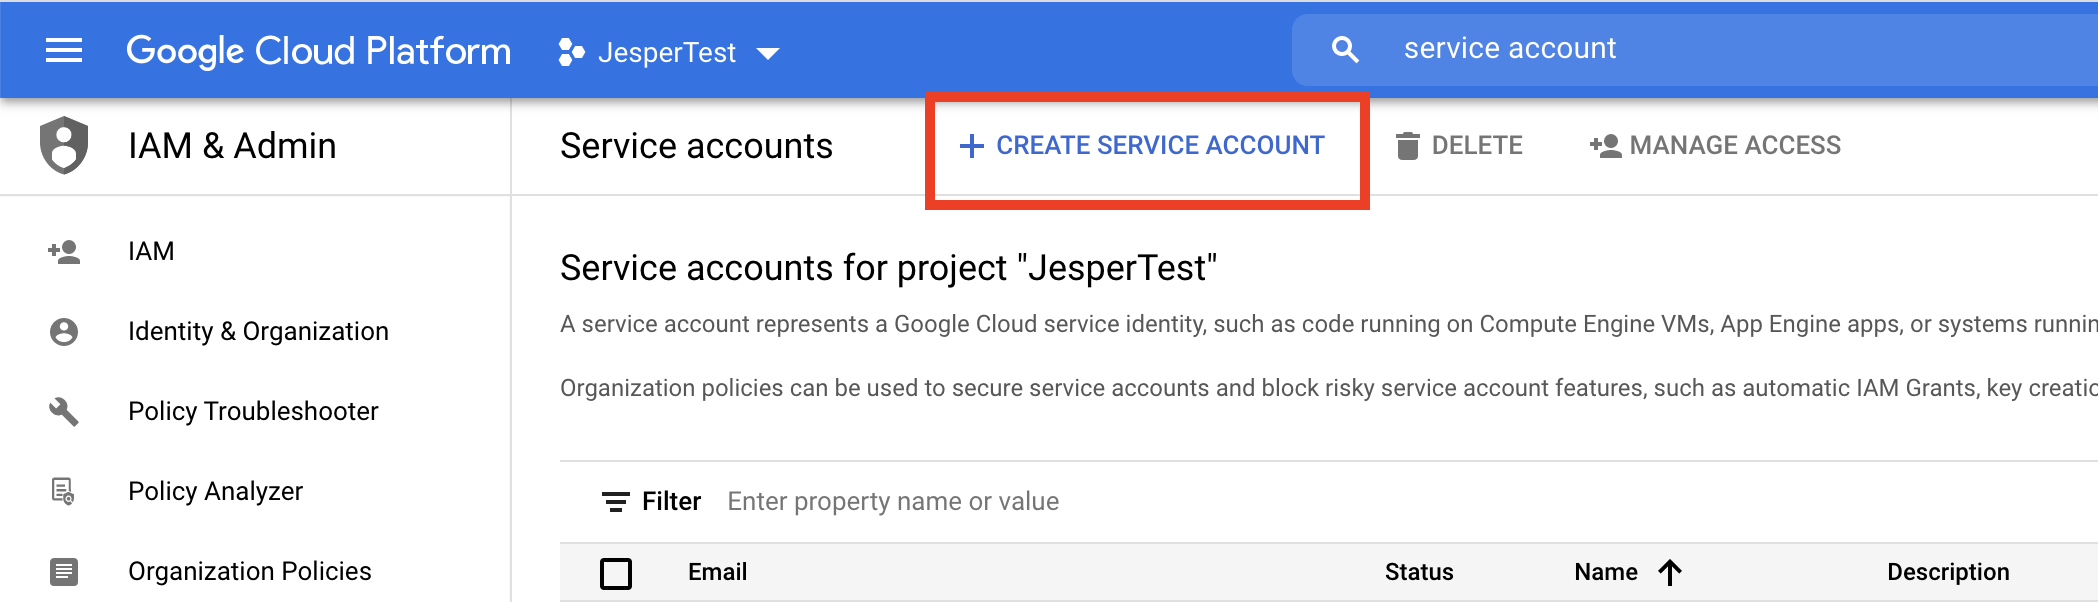 Google Cloud Platform JesperTest service account
IAM & Admin
Service accounts
CREATE SERVICE ACCOUNT
DELETE
MANAGE ACCESS
IAM
Identity & Organization
Policy Troubleshooter
Policy Analyzer
Organization Policies
Service accounts for project "JesperTest"
A service account represents a Google Cloud service identity, such as code running on Compute Engine VMs, App Engine apps, or systems runnin
Organization policies can be used to secure service accounts and block risky service account features, such as automatic IAM Grants, key creatio
Filter Enter property name or value
Email Status Name Description